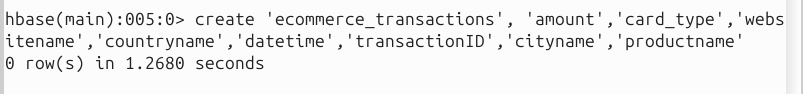 hbase(main):005:0> create 'ecommerce_transactions', 'amount','card_type','webs
itename','countryname','datetime','transactionID','cityname','productname'
0 row(s) in 1.2680 seconds